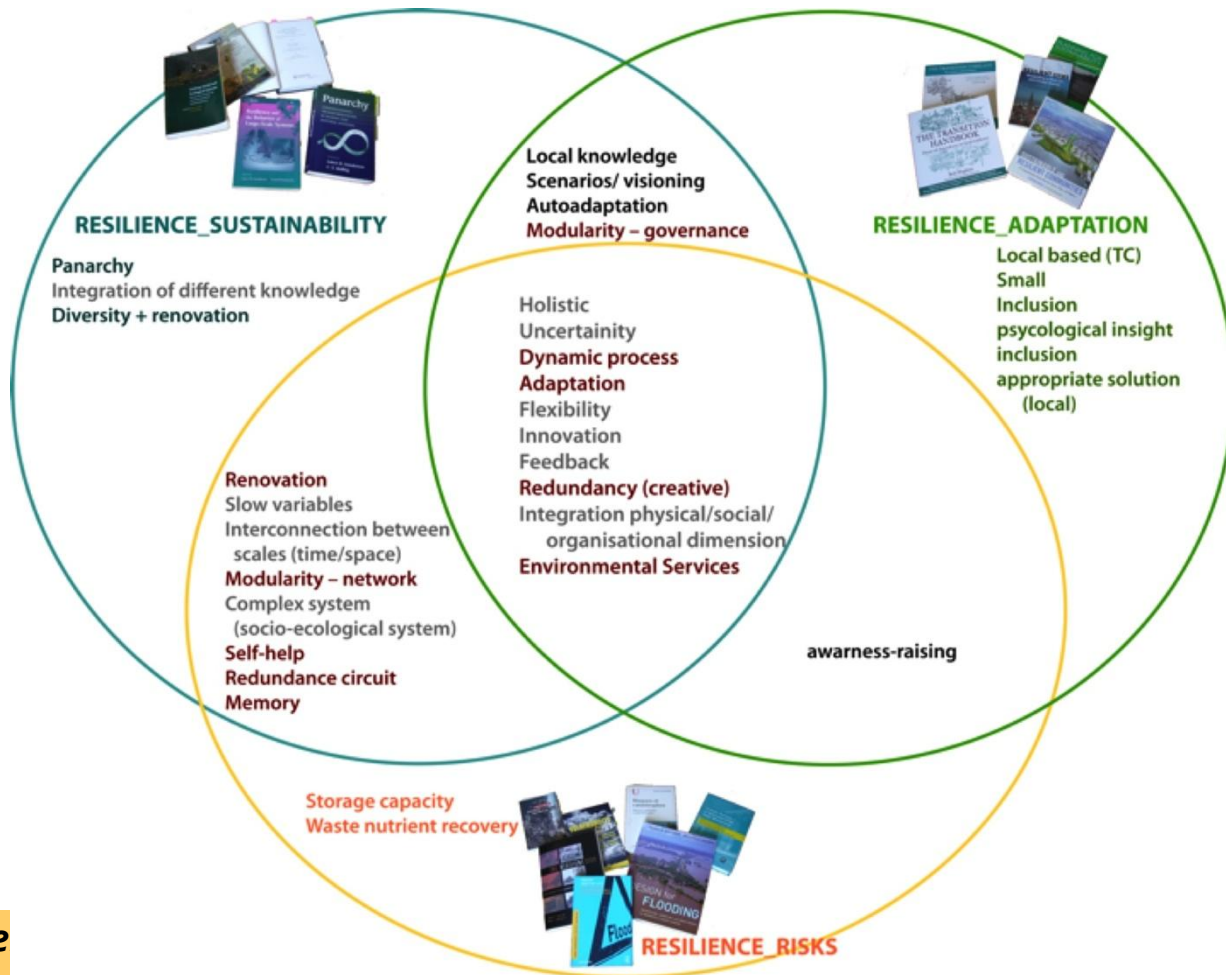 Panarchy
THE TRANSITION
HANDBOOK
Local knowledge
Scenarios/ visioning
Autoadaptation
Modularity – governance
RESILIENCE_SUSTAINABILITY
Panarchy
Integration of different knowledge
Diversity + renovation
RESILIENCE_ADAPTATION
Local based (TC)
Small
Inclusion
psycological insight
inclusion
appropriate solution
(local)
Holistic
Uncertainity
Dynamic process
Adaptation
Flexibility
Innovation
Feedback
Redundancy (creative)
Integration physical/social/
organisational dimension
Environmental Services
Renovation
Slow variables
Interconnection between
scales (time/space)
Modularity – network
Complex system
(socio-ecological system)
Self-help
Redundance circuit
Memory
awarness-raising
Storage capacity
Waste nutrient recovery
ESIGN for
FLOODING
Flood
RESILIENCE_RISKS
e